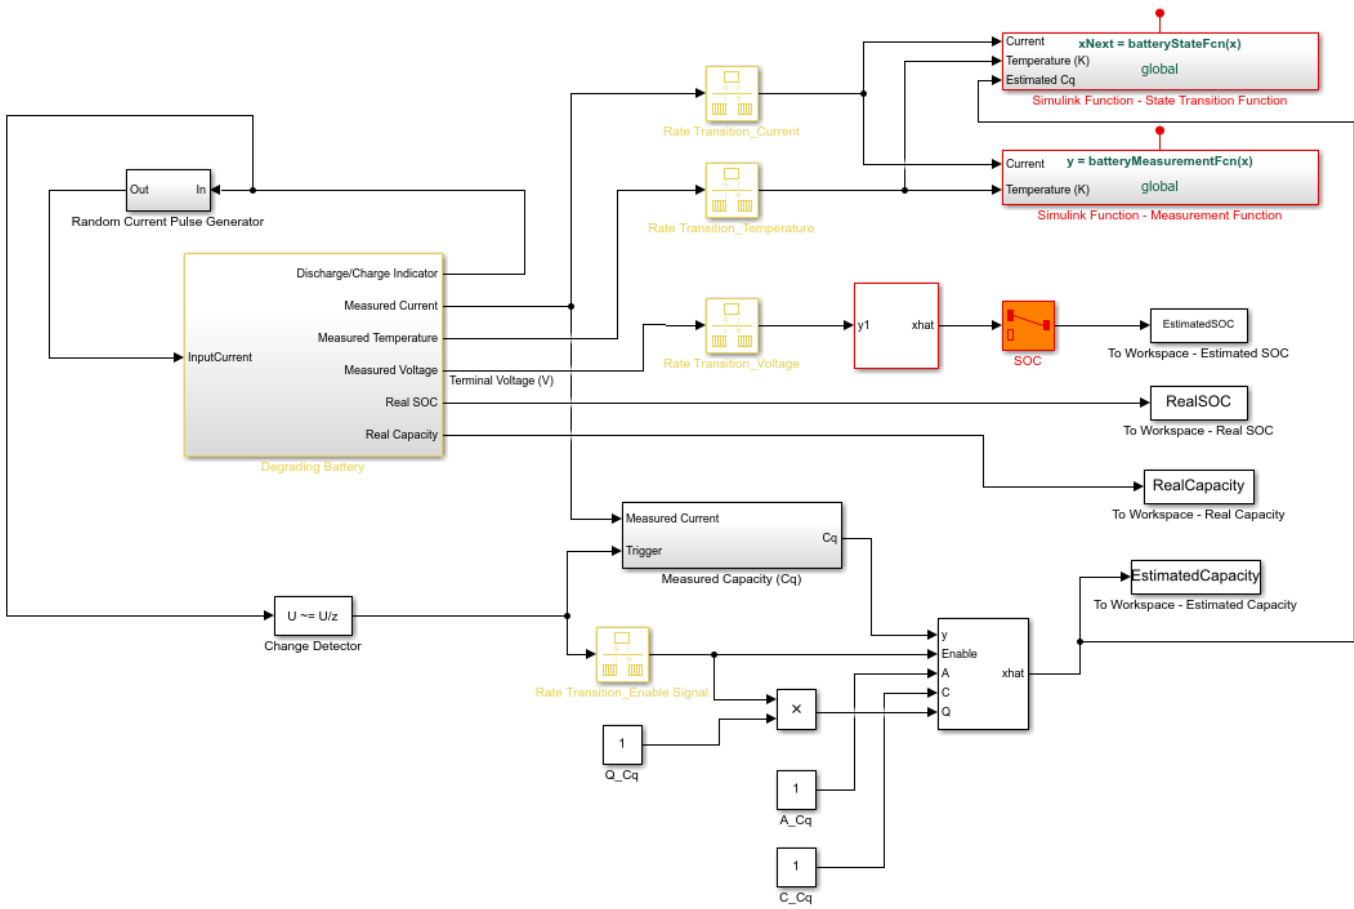 Current
xNext = batteryStateFcn(x)
Temperature (K)
global
Estimated Cq
Simulink Function - State Transition Function
Rate Transition_Current
Current
y = batteryMeasurementFcn(x)
Temperature (K)
global
Simulink Function - Measurement Function
Out
In
Random Current Pulse Generator
Rate Transition_Temperature
Discharge/Charge Indicator
Measured Current
Measured Temperature
InputCurrent
Measured Voltage
Real SOC
Real Capacity
Degrading Battery
Terminal Voltage (V)
Rate Transition_Voltage
y1
xhat
SOC
EstimatedSOC
To Workspace - Estimated SOC
RealSOC
To Workspace - Real SOC
RealCapacity
To Workspace - Real Capacity
Measured Current
Trigger
Cq
Measured Capacity (Cq)
EstimatedCapacity
To Workspace - Estimated Capacity
U ~= U/z
Change Detector
Rate Transition_Enable Signal
y
Enable
A
C
Q
xhat
×
1
Q_Cq
1
A_Cq
1
C_Cq